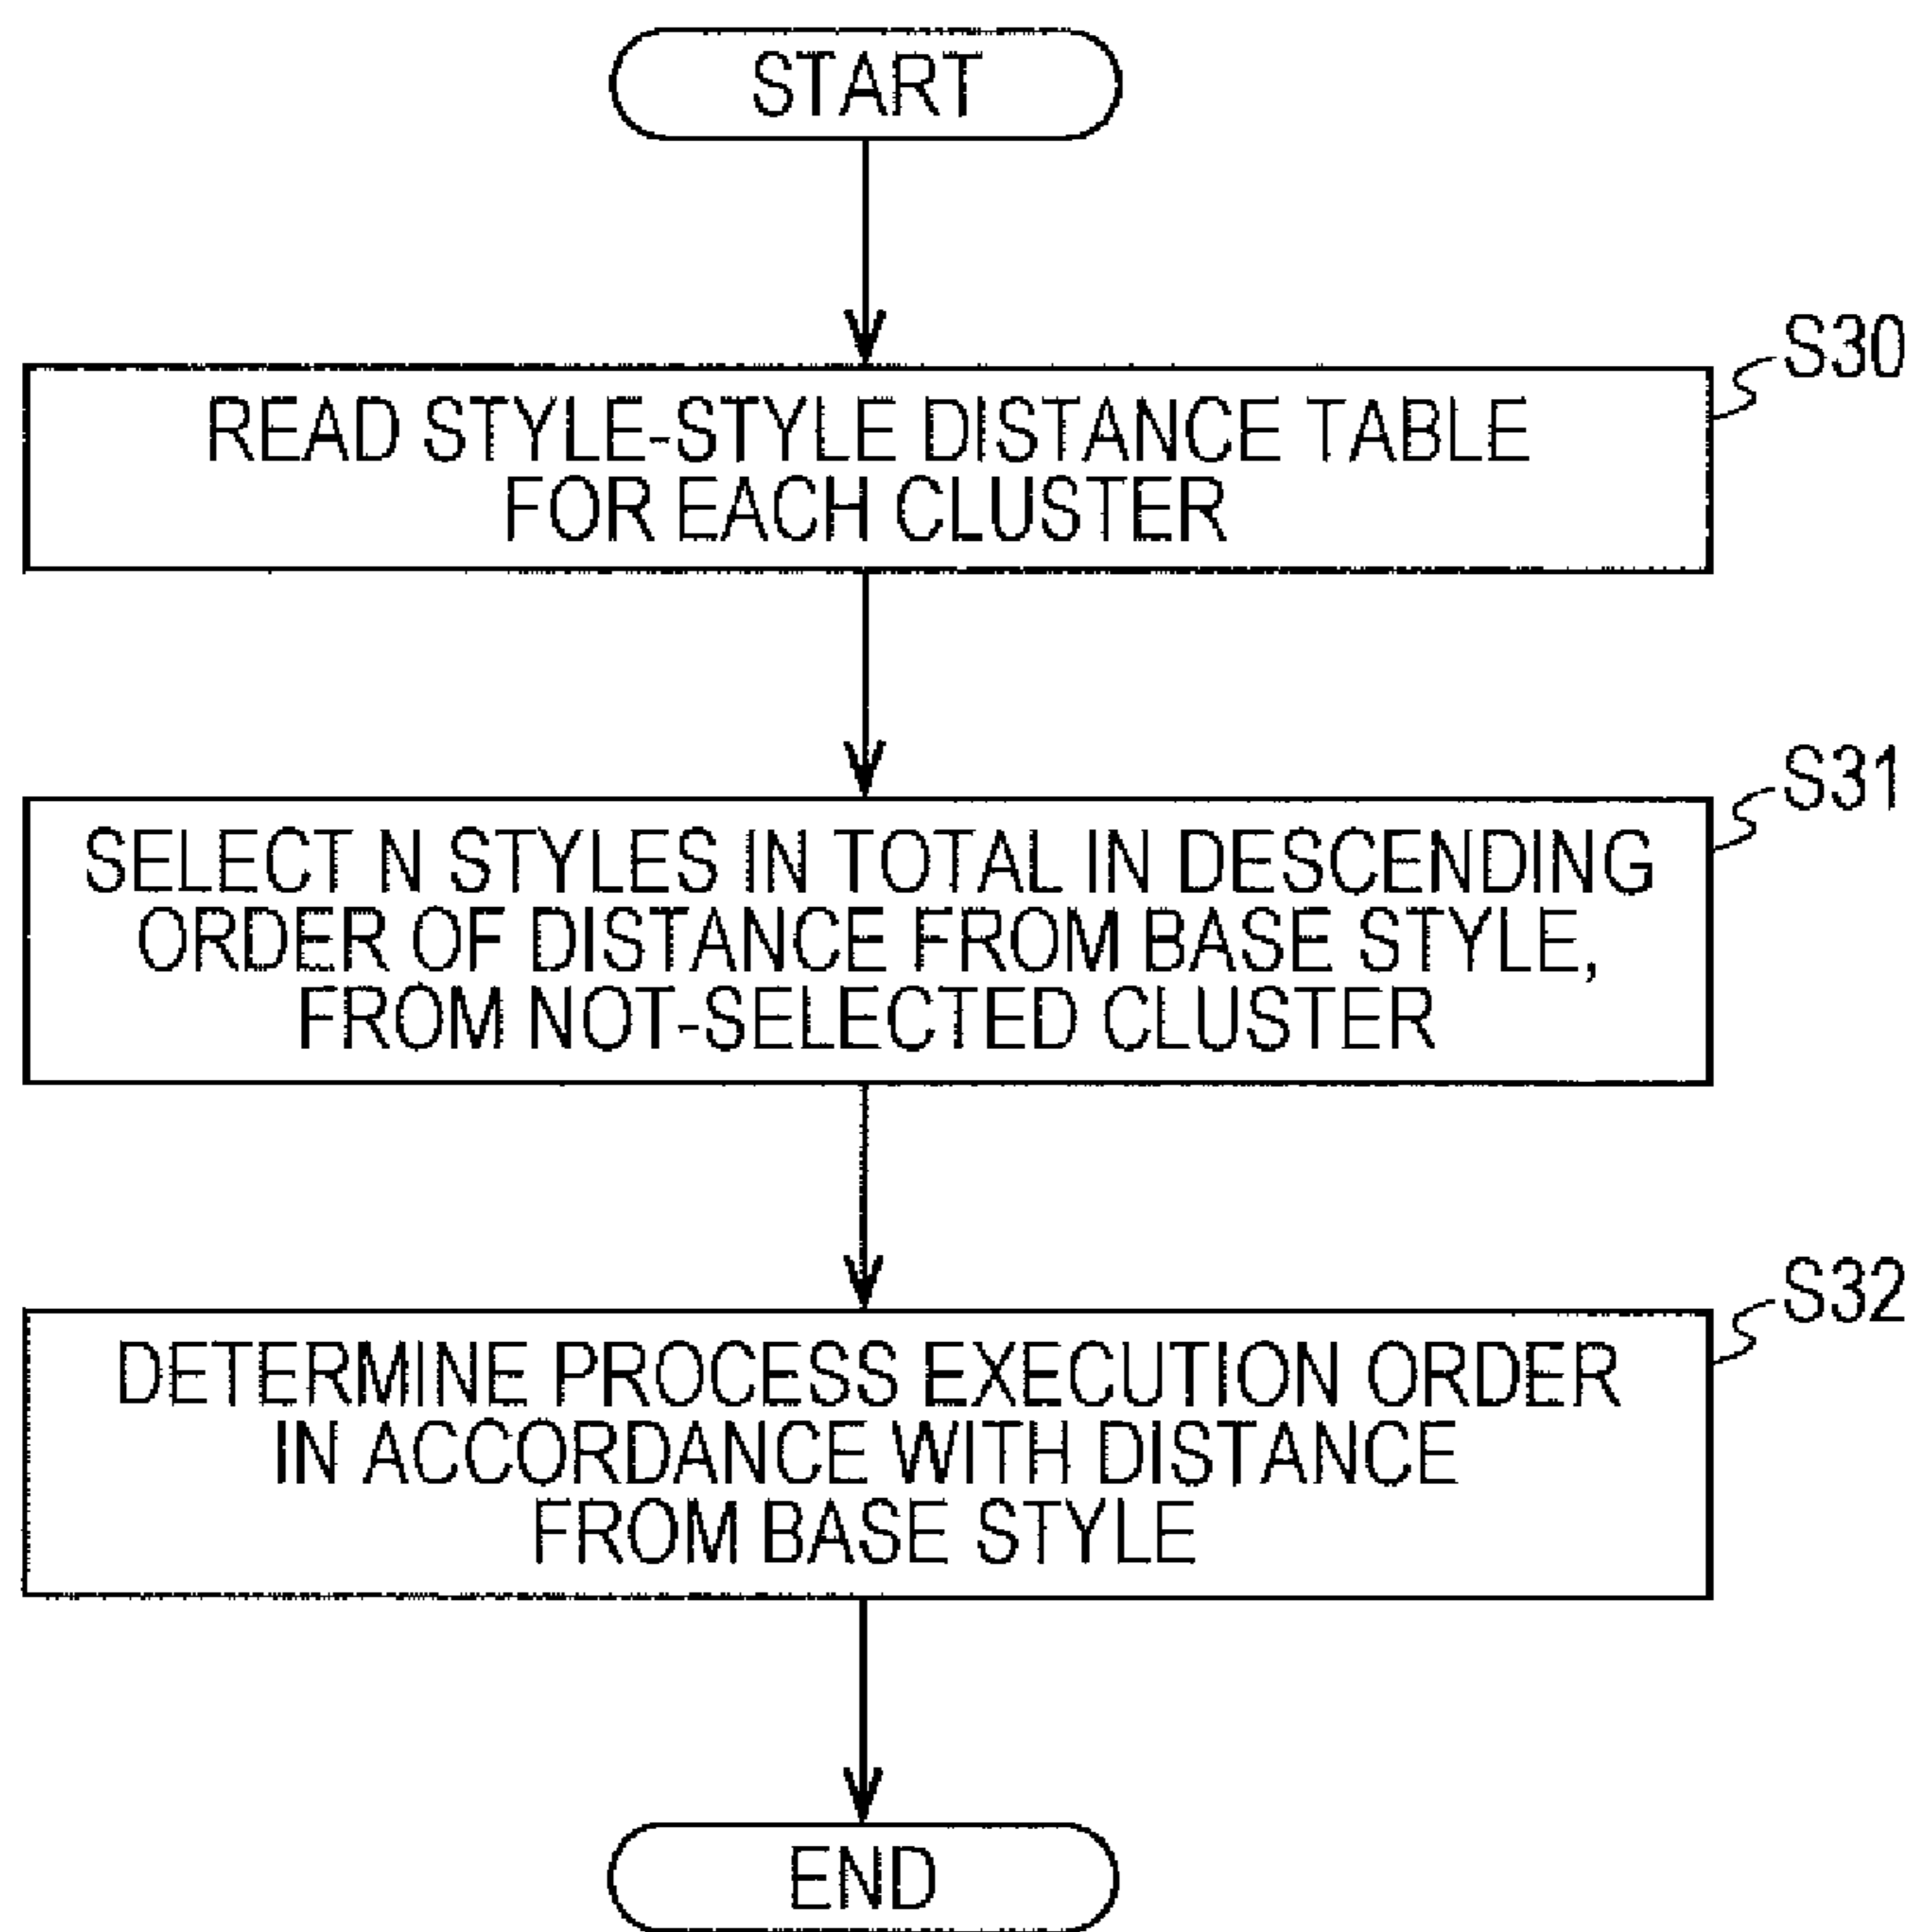 START
S30
READ STYLE-STYLE DISTANCE TABLE
FOR EACH CLUSTER
S31
SELECT N STYLES IN TOTAL IN DESCENDING
ORDER OF DISTANCE FROM BASE STYLE,
FROM NOT-SELECTED CLUSTER
S32
DETERMINE PROCESS EXECUTION ORDER
IN ACCORDANCE WITH DISTANCE
FROM BASE STYLE
END